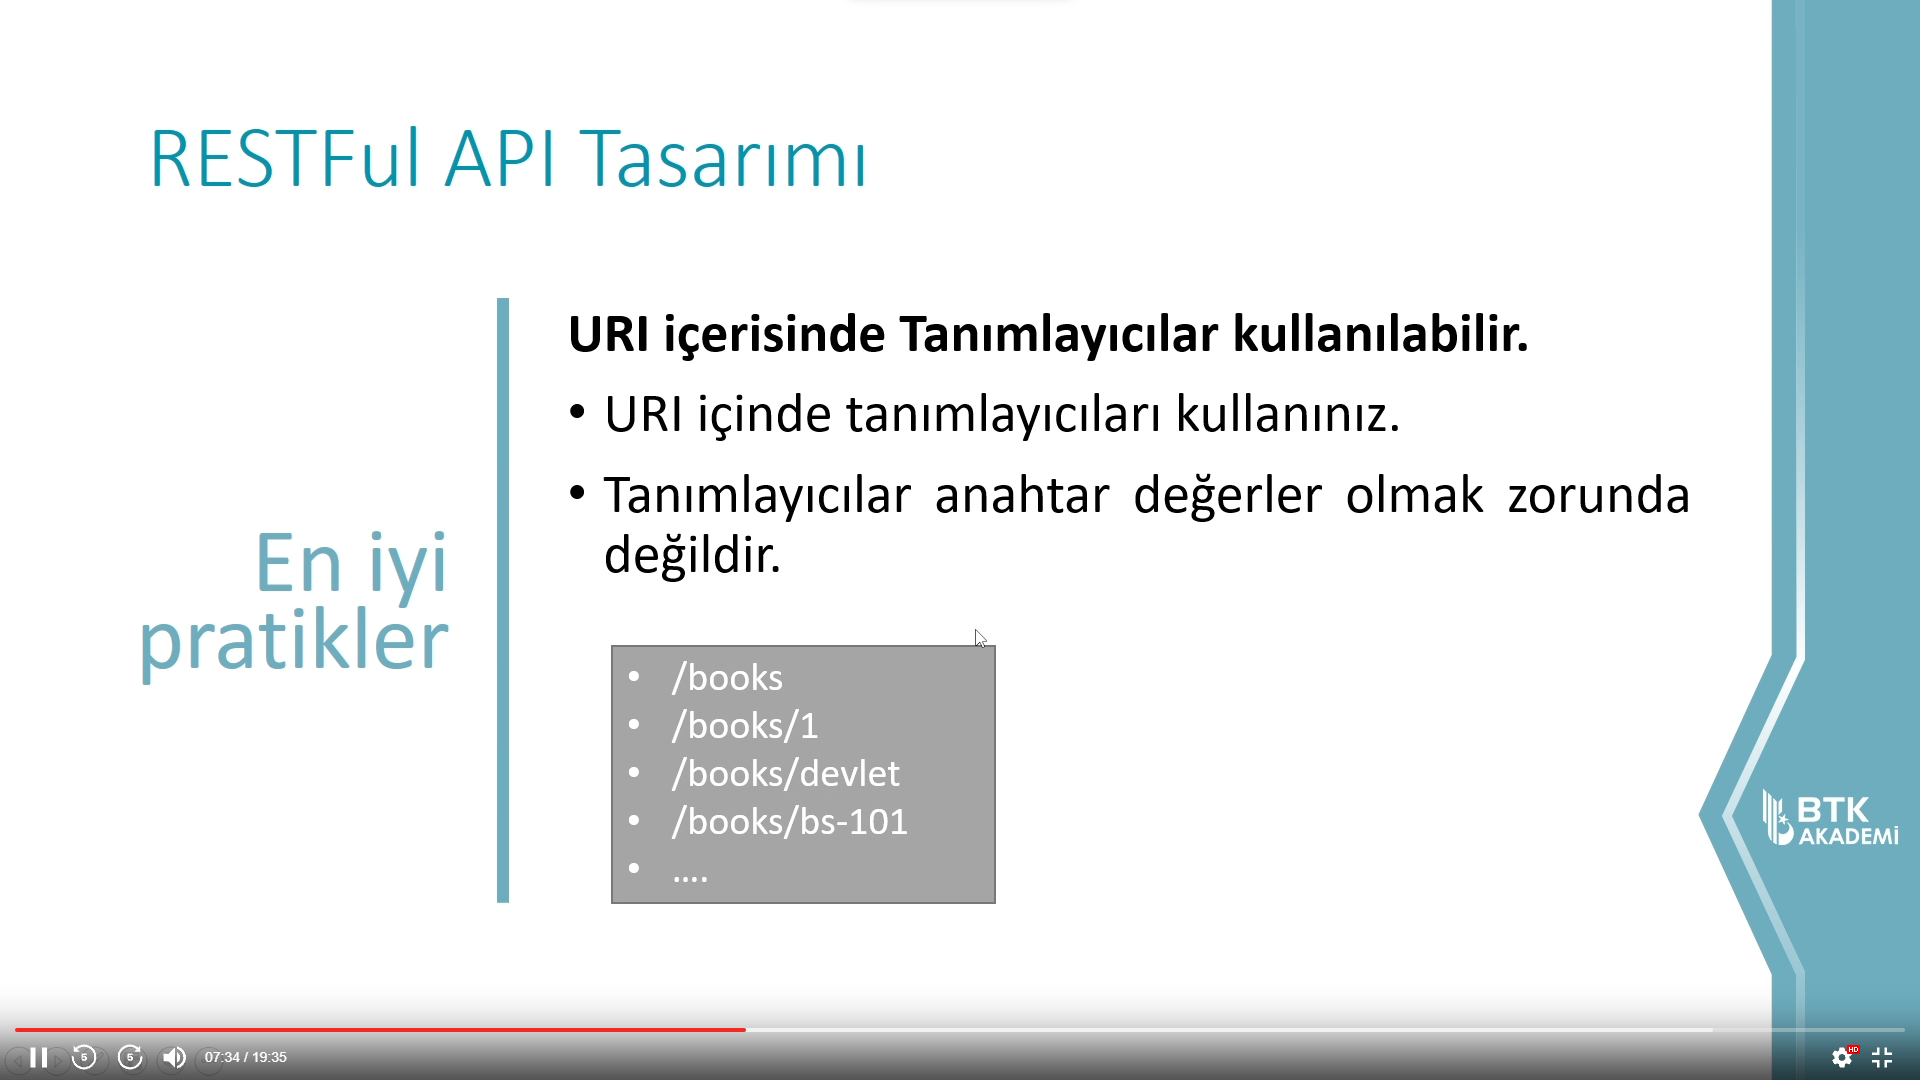 RESTFul API Tasarımı
En iyi
pratikler
URI içerisinde Tanımlayıcılar kullanılabilir.
• URI içinde tanımlayıcıları kullanınız.
• Tanımlayıcılar anahtar değerler olmak zorunda
değildir.
• /books
• /books/1
• /books/devlet
• /books/bs-101
• ....
BTK
AKADEMİ
5
5
07:34 / 19:35
HD